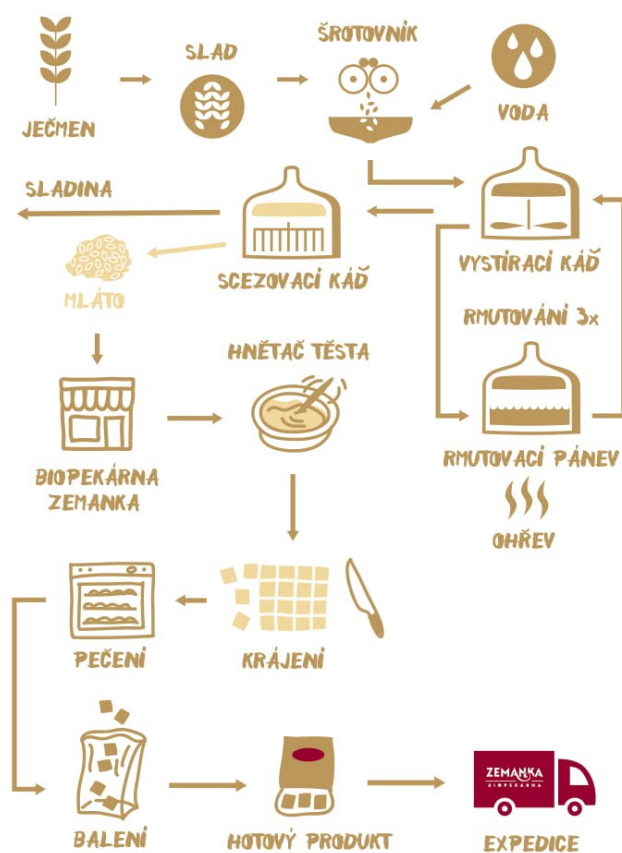 JEČMEN
SLAD
ŠROTOVNÍK
VODA
SLADINA
MLÁTO
SCEZOVACÍ KÁĎ
VYSTÍRACÍ KÁĎ
RMUTOVÁNÍ 3x
RMUTOVACÍ PÁNEV
OHŘEV
BIOPEKÁRNA
ZEMANKA
HNĚTAČ TĚSTA
KRÁJENÍ
PEČENÍ
BALENÍ
HOTOVÝ PRODUKT
ZEMANKA
BIOPEKÁRNA
EXPEDICE